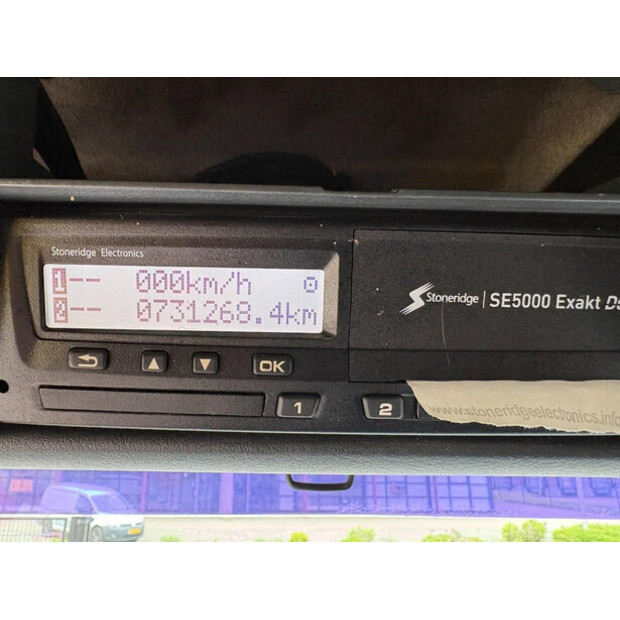 Stoneridge Electronics
1-- 000km/h
2-- 0731268.4km
Stoneridge | SE5000 Exakt
OK
1
2
www.stoneridgeelectronics.info